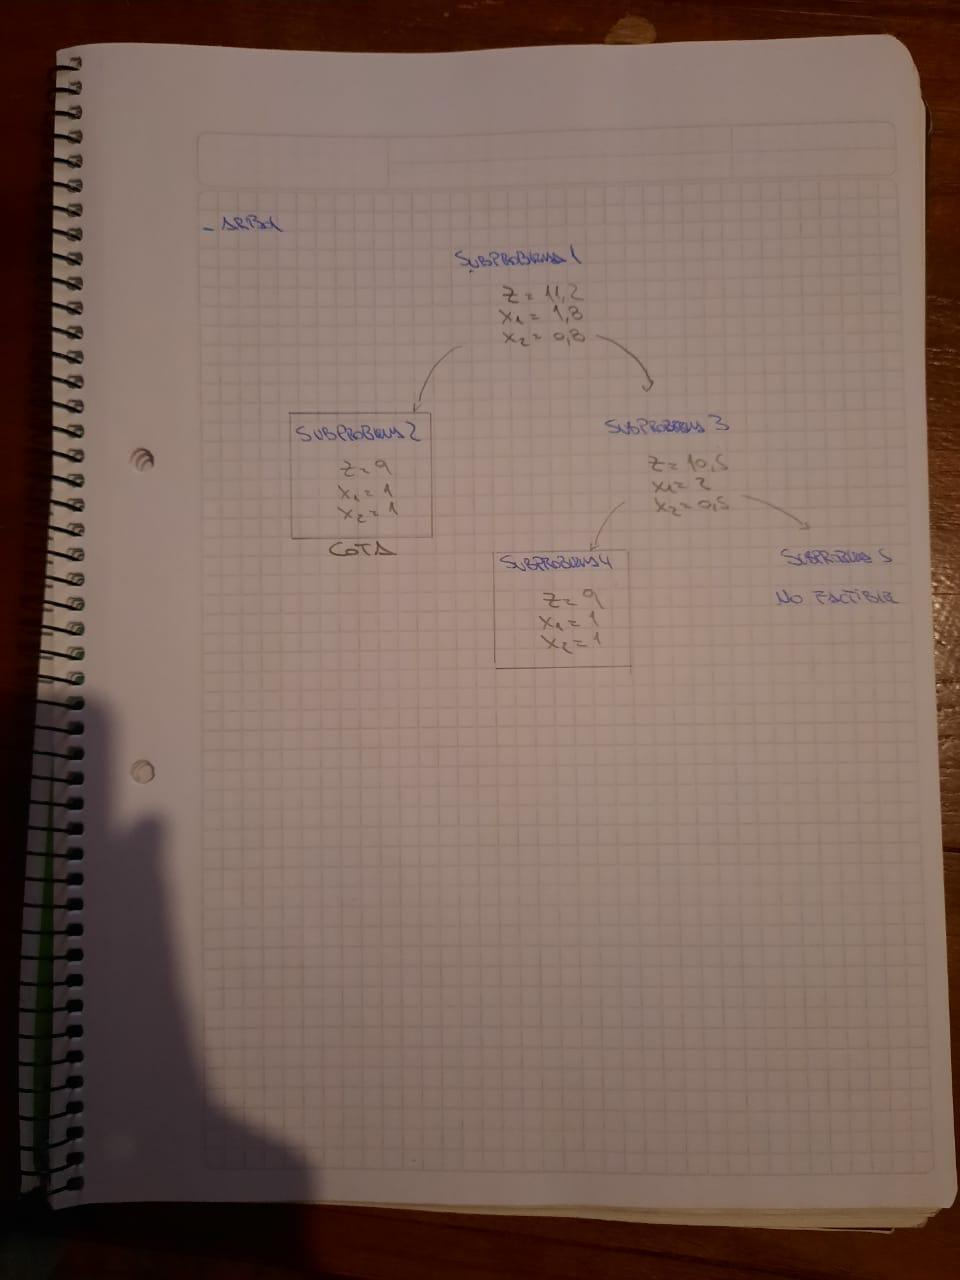 - ARBOL
SUBPROBLEMA 1
Z = 11,2
X₁ = 1,8
X₂ = 0,8
SUBPROBLEMA 2
Z = 9
X₁ = 1
X₂ = 1
COTA
SUBPROBLEMA 3
Z = 10,5
X₁ = 2
X₂ = 0,5
SUBPROBLEMA 4
Z = 9
X₁ = 1
X₂ = 1
SUBPROBLEMA 5
NO FACTIBLE